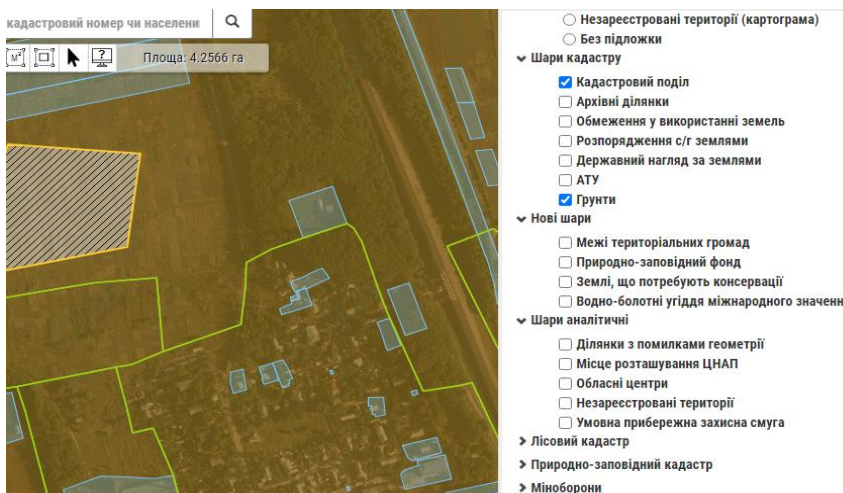 кадастровий номер чи населени
м²
?
Площа: 4.2566 га
Незареєстровані території (картограма)
Без підложки
Шари кадастру
Кадастровий поділ
Архівні ділянки
Обмеження у використанні земель
Розпорядження с/г землями
Державний нагляд за землями
АТУ
Грунти
Нові шари
Межі територіальних громад
Природно-заповідний фонд
Землі, що потребують консервації
Водно-болотні угіддя міжнародного значенн
Шари аналітичні
Ділянки з помилками геометрії
Місце розташування ЦНАП
Обласні центри
Незареєстровані території
Умовна прибережна захисна смуга
Лісовий кадастр
Природно-заповідний кадастр
Міноборони